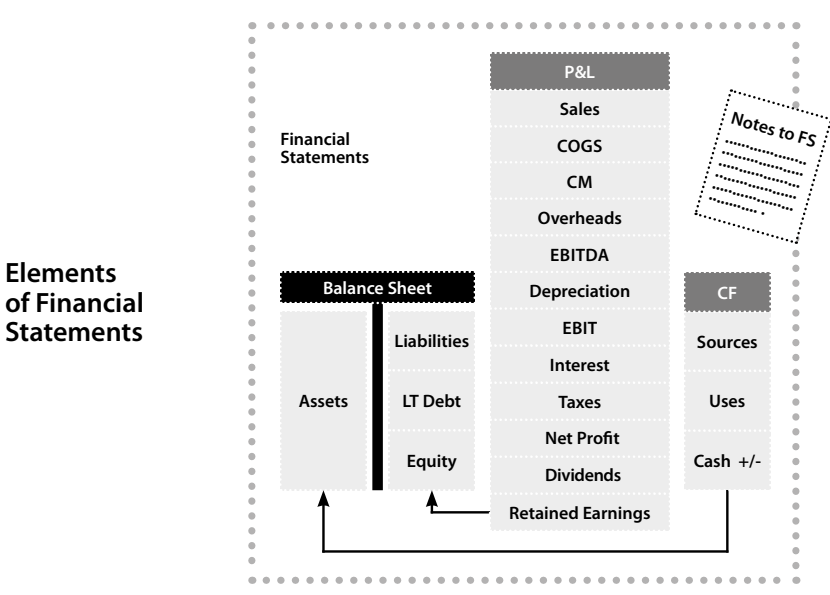 Elements
of Financial
Statements
Financial
Statements
Balance Sheet
Assets
Liabilities
LT Debt
Equity
P&L
Sales
COGS
CM
Overheads
EBITDA
Depreciation
EBIT
Interest
Taxes
Net Profit
Dividends
Retained Earnings
Notes to FS
CF
Sources
Uses
Cash +/-